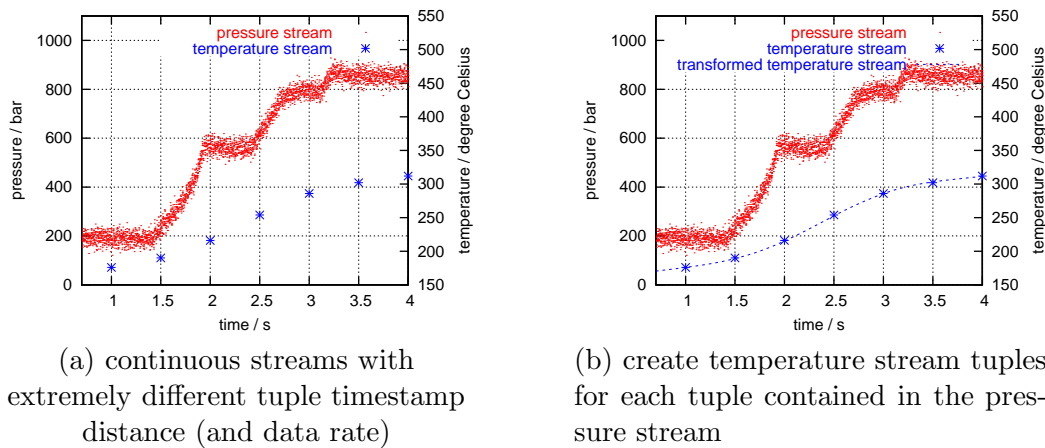 pressure stream
temperature stream
1000
800
600
400
200
0
pressure / bar
550
500
450
400
350
300
250
200
150
temperature / degree Celsius
1 1.5 2 2.5 3 3.5 4
time / s
(a) continuous streams with
extremely different tuple timestamp
distance (and data rate)
pressure stream
temperature stream
transformed temperature stream
1000
800
600
400
200
0
pressure / bar
550
500
450
400
350
300
250
200
150
temperature / degree Celsius
1 1.5 2 2.5 3 3.5 4
time / s
(b) create temperature stream tuples
for each tuple contained in the pres-
sure stream